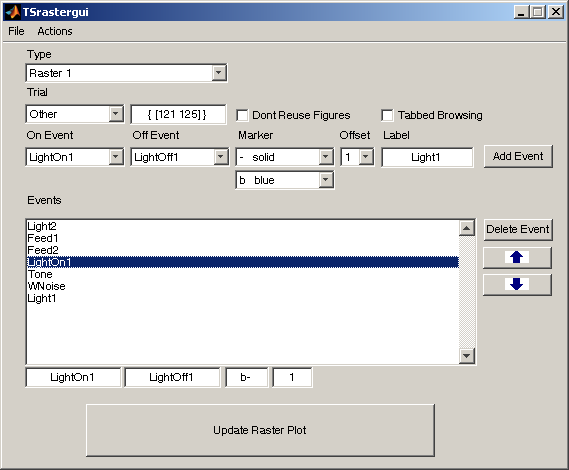 TSrastergui
File Actions
Type
Raster 1
Trial
Other { [121 125] } Dont Reuse Figures Tabbed Browsing
On Event Off Event Marker Offset Label
LightOn1 LightOff1 - solid 1 Light1 Add Event
b blue
Events
Light2 Delete Event
Feed1
Feed2
LightOn1
Tone
WNoise
Light1
LightOn1 LightOff1 b- 1
Update Raster Plot